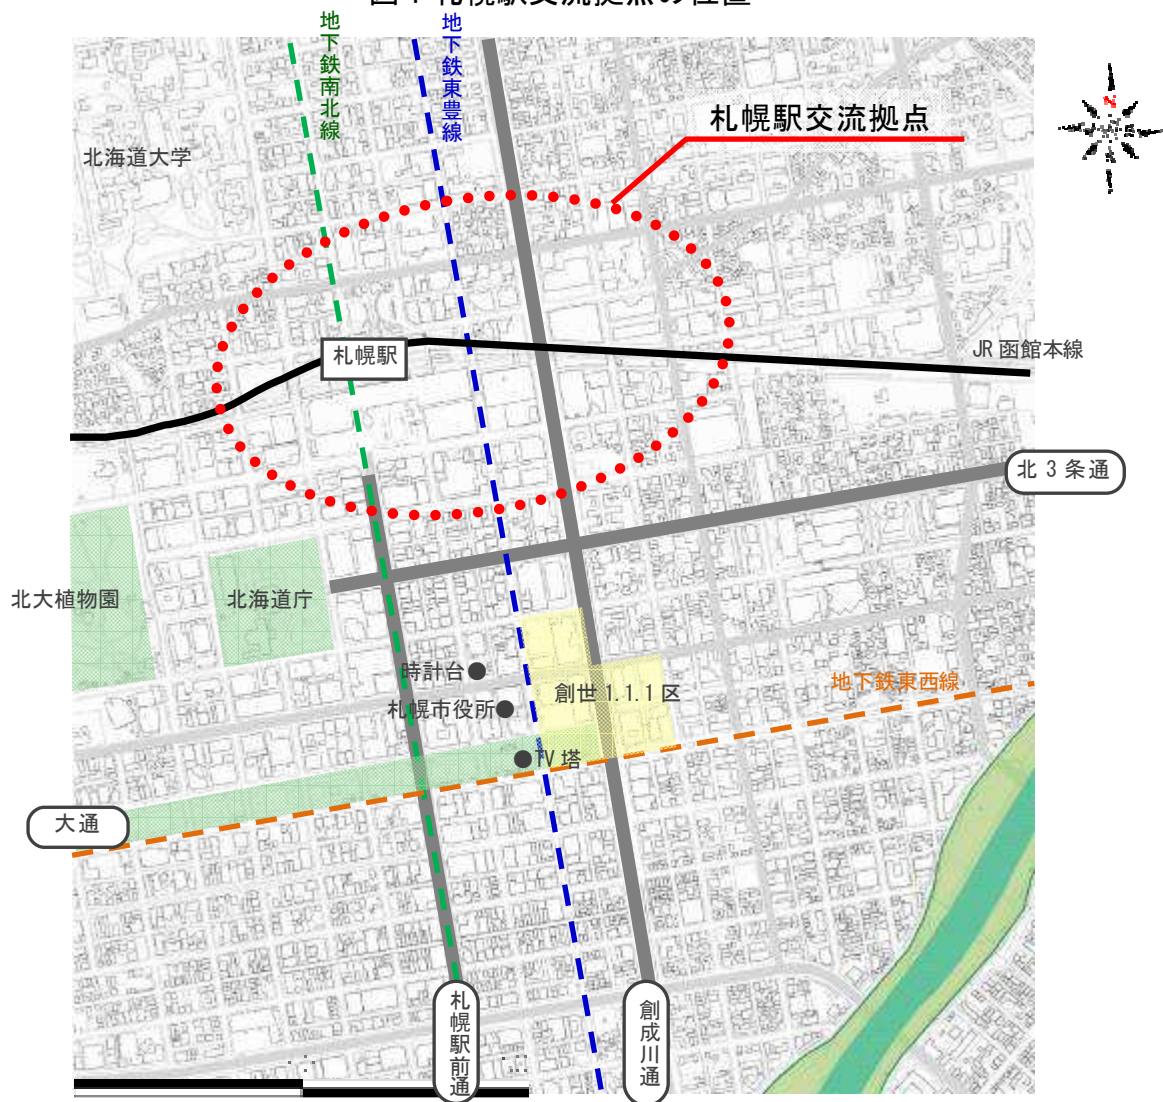 地下鉄南北線
地下鉄東豊線
札幌駅交流拠点
北海道大学
札幌駅
JR 函館本線
北 3 条通
北大植物園
北海道庁
時計台
創世 1.1.1 区
地下鉄東西線
札幌市役所
TV 塔
大通
札幌駅前通
創成川通